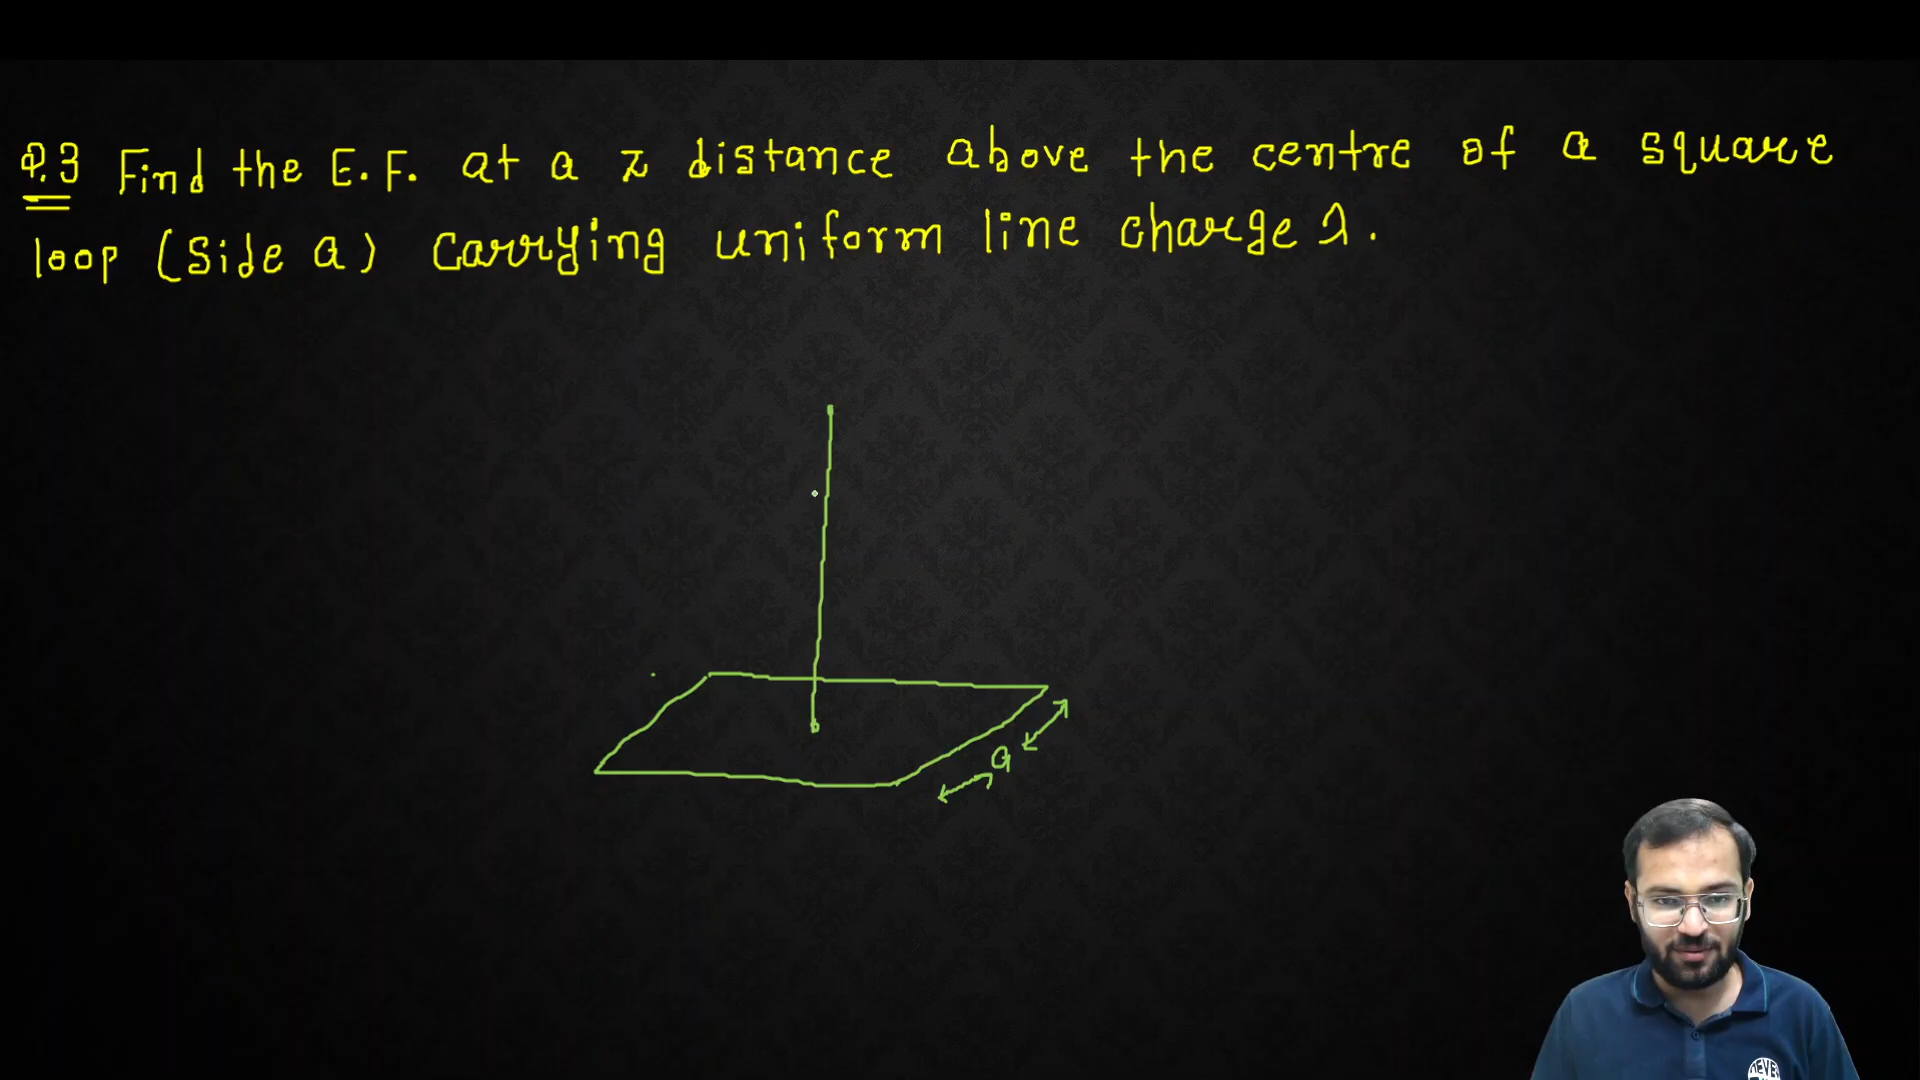 Q.3 Find the E.F. at a z distance above the centre of a square
loop (Side a) Carrying uniform line charge λ.
a